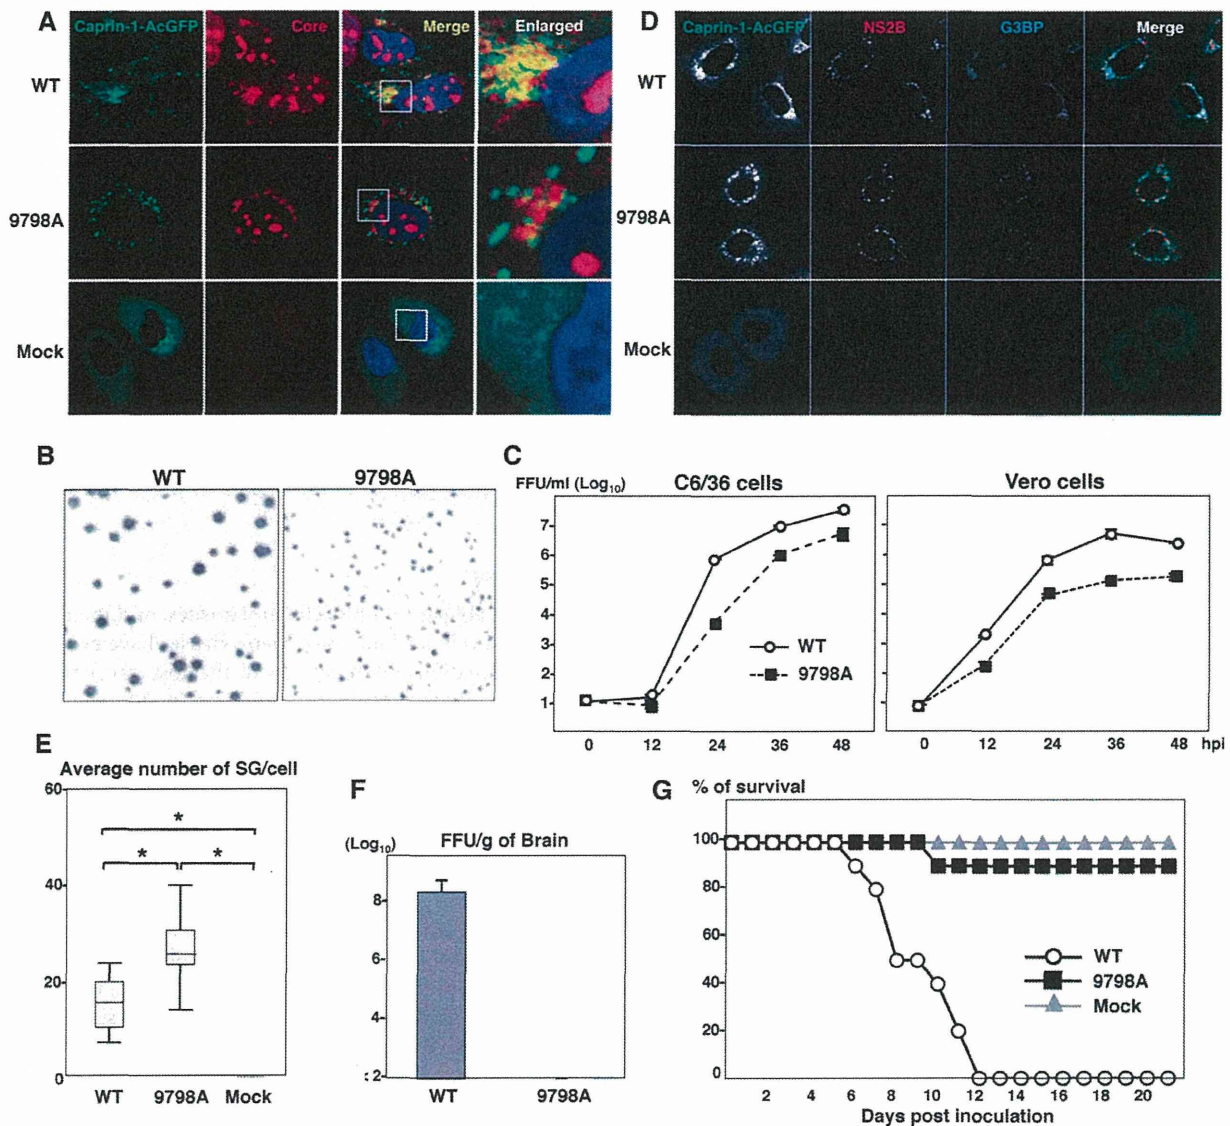 A
Caprin-1-AcGFP Core Merge Enlarged
WT
9798A
Mock
D
Caprin-1-AcGFP NS2B G3BP Merge
WT
9798A
Mock
B
WT 9798A
C
FFU/ml (Log10) C6/36 cells Vero cells
7
6
5
4
3
2
1
WT
9798A
0 12 24 36 48 0 12 24 36 48 hpi
E
Average number of SG/cell
60
40
20
0
* * *
WT 9798A Mock
F
(Log10) FFU/g of Brain
8
6
4
2
WT 9798A
G
% of survival
100
80
60
40
20
0
WT
9798A
Mock
2 4 6 8 10 12 14 16 18 20
Days post inoculation